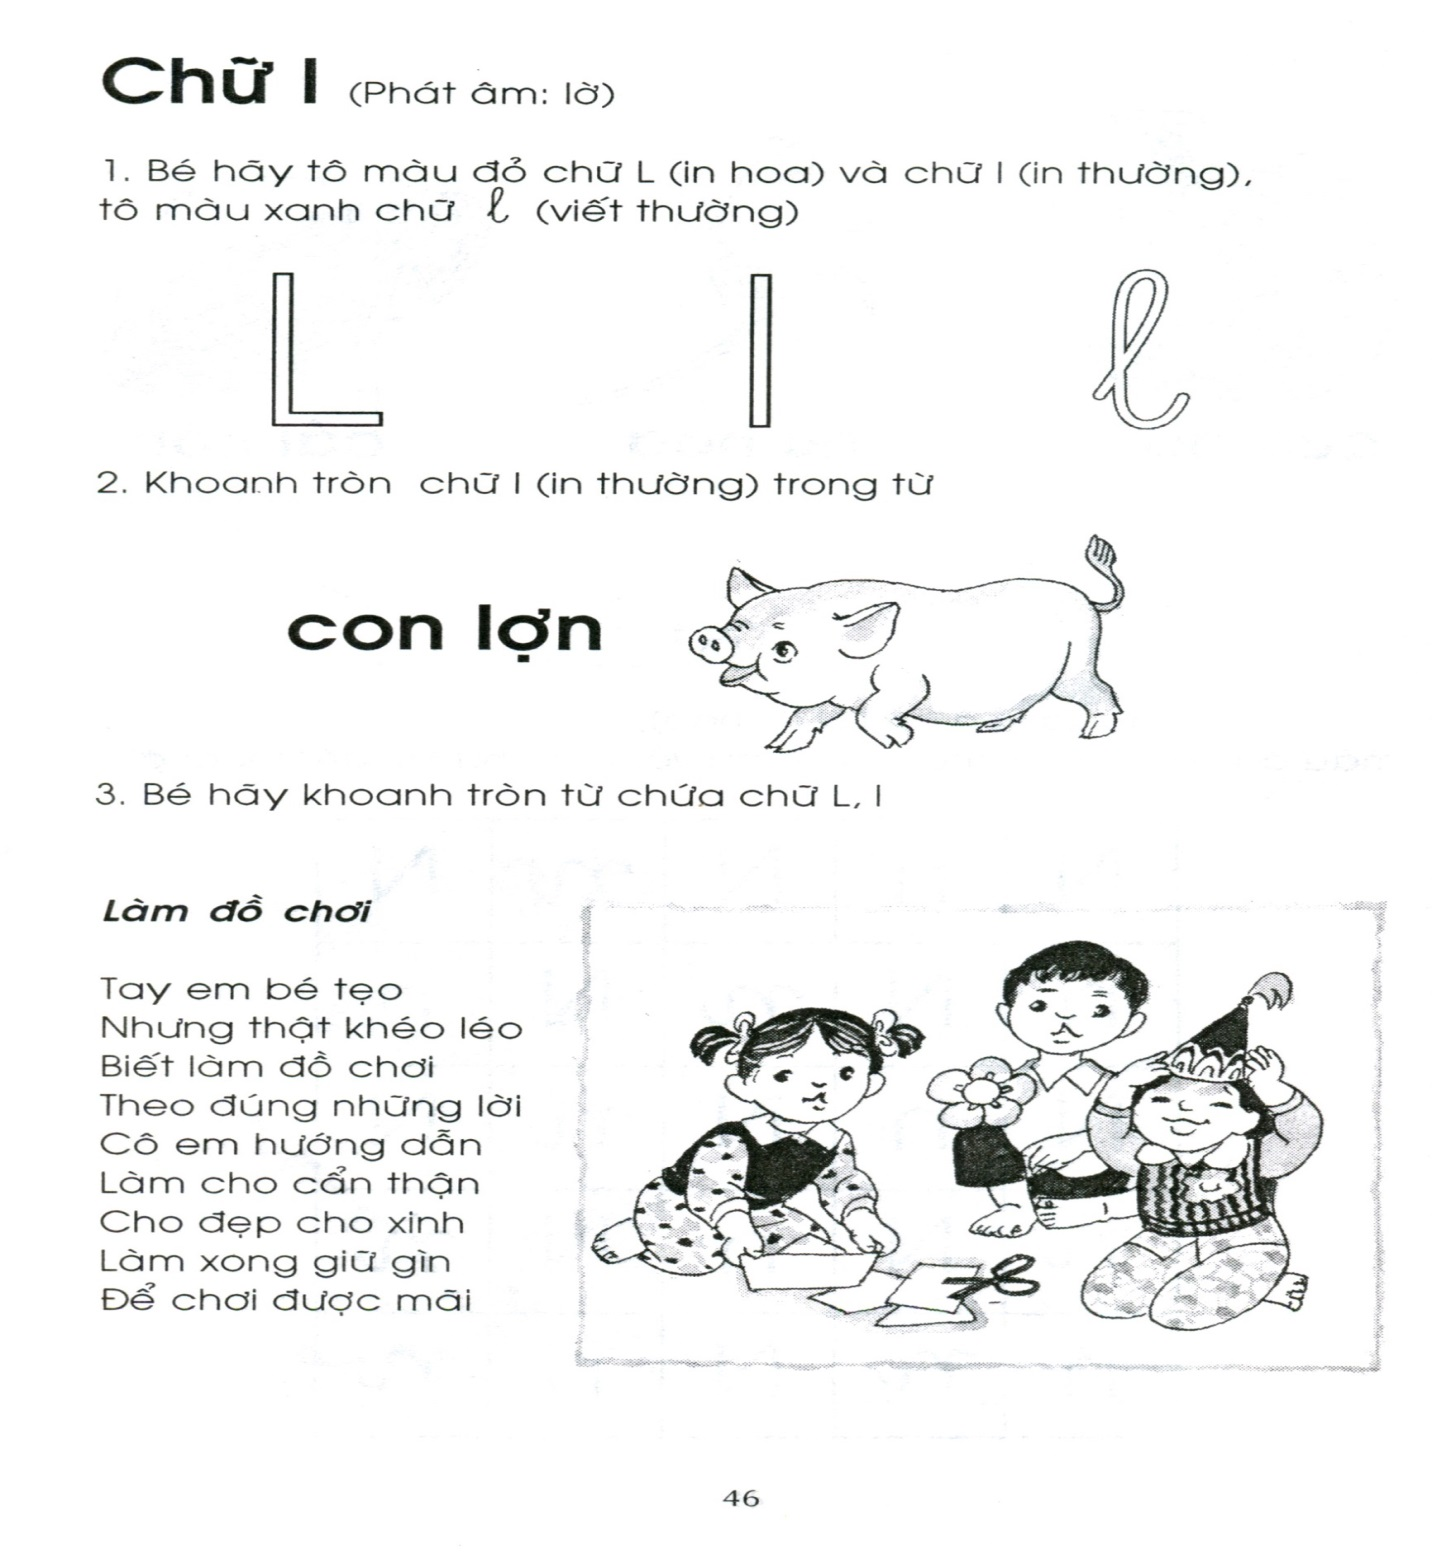 Chữ l (Phát âm: lờ)
1. Bé hãy tô màu đỏ chữ L (in hoa) và chữ l (in thường),
tô màu xanh chữ ℓ (viết thường)
L l ℓ
2. Khoanh tròn chữ l (in thường) trong từ
con lợn
3. Bé hãy khoanh tròn từ chứa chữ L, l
Làm đồ chơi
Tay em bé tẹo
Nhưng thật khéo léo
Biết làm đồ chơi
Theo đúng những lời
Cô em hướng dẫn
Làm cho cẩn thận
Cho đẹp cho xinh
Làm xong giữ gìn
Để chơi được mãi
46